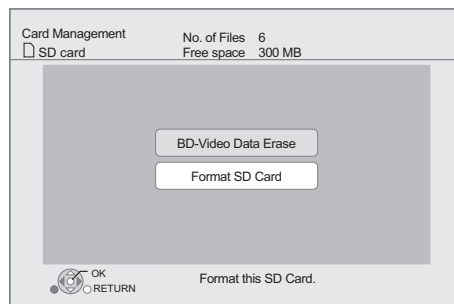 Card Management
SD card
No. of Files 6
Free space 300 MB
BD-Video Data Erase
Format SD Card
OK
RETURN
Format this SD Card.